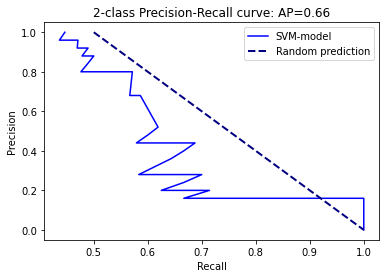 2-class Precision-Recall curve: AP=0.66
SVM-model
Random prediction
Precision
1.0
0.8
0.6
0.4
0.2
0.0
0.5 0.6 0.7 0.8 0.9 1.0
Recall